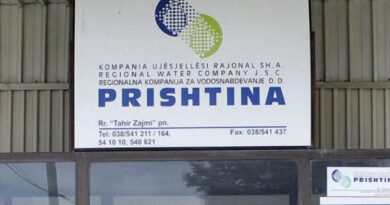 KOMPANIA UJËSJELLËSI RAJONAL SH.A.
REGIONAL WATER COMPANY J.S.C.
REGIONALNA KOMPANIJA ZA VODOSNABDEVANJE D.D.
PRISHTINA
Rr. "Tahir Zajmi" pn.
Tel: 038/541 211 / 164,
Fax: 038/541 437
54 10 10, 540 621
PRISHTINA